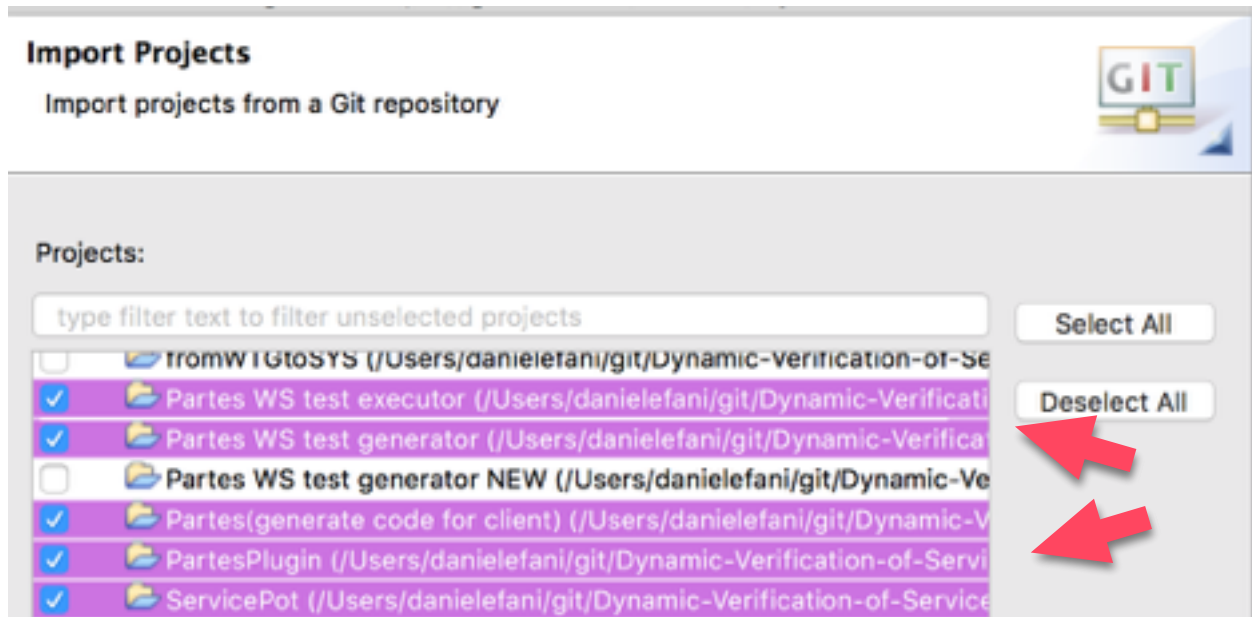 Import Projects
Import projects from a Git repository
GIT
Projects:
type filter text to filter unselected projects
Select All
fromWTGtoSYS (/Users/danielefani/git/Dynamic-Verification-of-Se
Partes WS test executor (/Users/danielefani/git/Dynamic-Verificati
Deselect All
Partes WS test generator (/Users/danielefani/git/Dynamic-Verificat
Partes WS test generator NEW (/Users/danielefani/git/Dynamic-Ve
Partes(generate code for client) (/Users/danielefani/git/Dynamic-V
PartesPlugin (/Users/danielefani/git/Dynamic-Verification-of-Servi
ServicePot (/Users/danielefani/git/Dynamic-Verification-of-Service